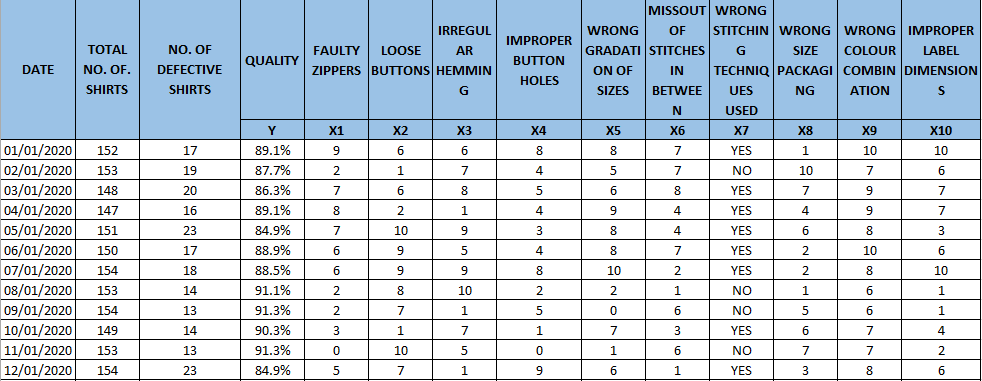 DATE TOTAL NO. OF. SHIRTS NO. OF DEFECTIVE SHIRTS QUALITY FAULTY ZIPPERS LOOSE BUTTONS IRREGULAR HEMMING IMPROPER BUTTON HOLES WRONG GRADATION OF SIZES MISSOUT OF STITCHES IN BETWEEN WRONG STITCHING TECHNIQUES USED WRONG SIZE PACKAGING WRONG COLOUR COMBINATION IMPROPER LABEL DIMENSIONS
Y X1 X2 X3 X4 X5 X6 X7 X8 X9 X10
01/01/2020 152 17 89.1% 9 6 6 8 8 7 YES 1 10 10
02/01/2020 153 19 87.7% 2 1 7 4 5 7 NO 10 7 6
03/01/2020 148 20 86.3% 7 6 8 5 6 8 YES 7 9 7
04/01/2020 147 16 89.1% 8 2 1 4 9 4 YES 4 9 7
05/01/2020 151 23 84.9% 7 10 9 3 8 4 YES 6 8 3
06/01/2020 150 17 88.9% 6 9 5 4 8 7 YES 2 10 6
07/01/2020 154 18 88.5% 6 9 9 8 10 2 YES 2 8 10
08/01/2020 153 14 91.1% 2 8 10 2 2 1 NO 1 6 1
09/01/2020 154 13 91.3% 2 7 1 5 0 6 NO 5 6 1
10/01/2020 149 14 90.3% 3 1 7 1 7 3 YES 6 7 4
11/01/2020 153 13 91.3% 0 10 5 0 1 6 NO 7 7 2
12/01/2020 154 23 84.9% 5 7 1 9 6 1 YES 3 8 6